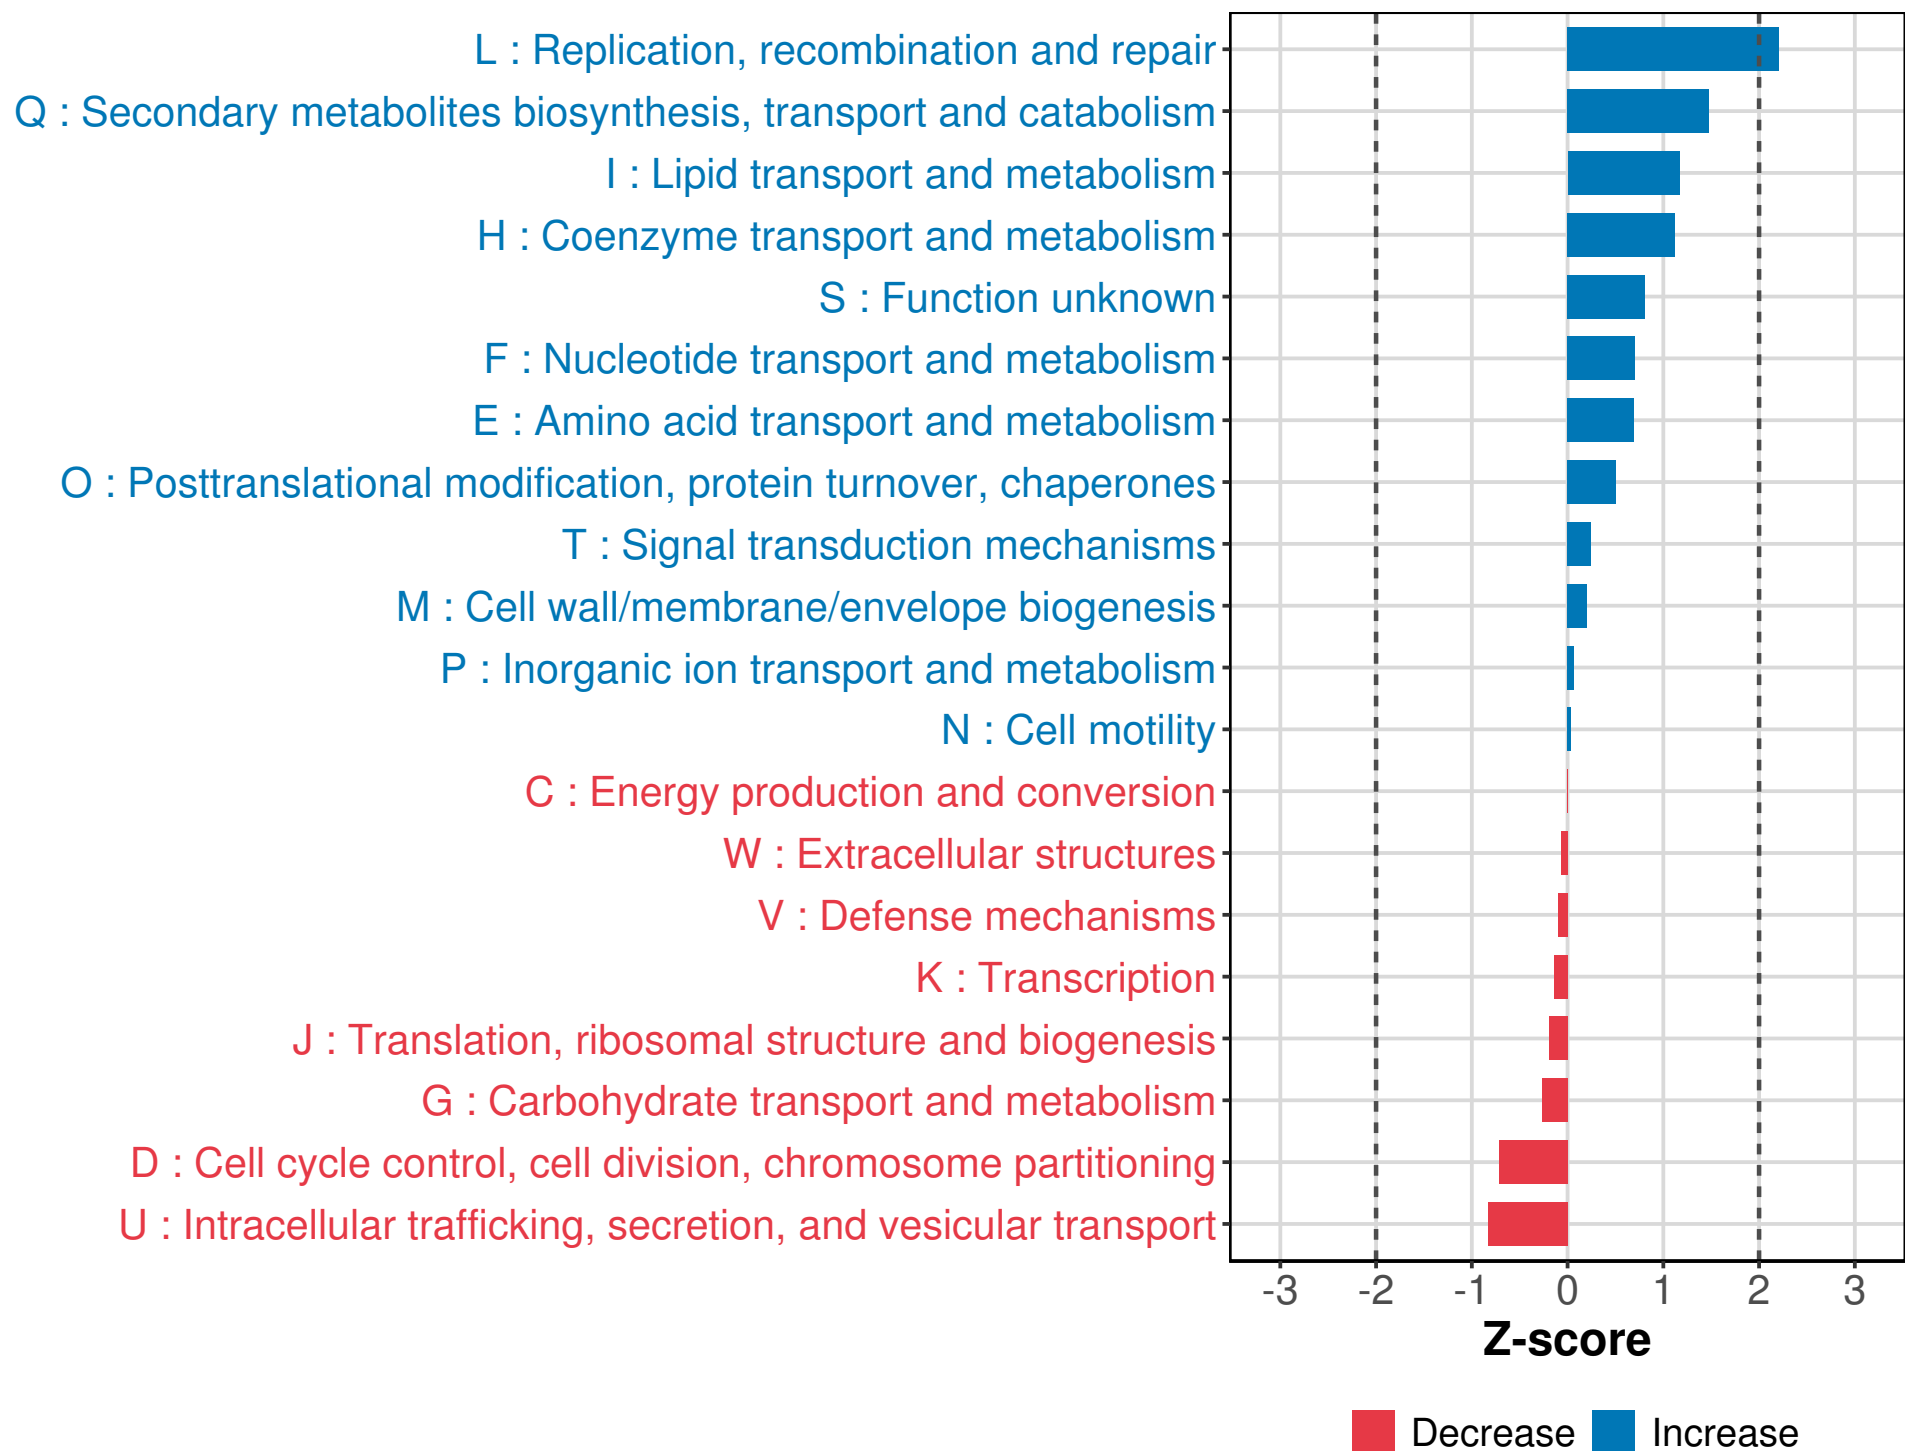 L : Replication, recombination and repair
Q : Secondary metabolites biosynthesis, transport and catabolism
I : Lipid transport and metabolism
H : Coenzyme transport and metabolism
S : Function unknown
F : Nucleotide transport and metabolism
E : Amino acid transport and metabolism
O : Posttranslational modification, protein turnover, chaperones
T : Signal transduction mechanisms
M : Cell wall/membrane/envelope biogenesis
P : Inorganic ion transport and metabolism
N : Cell motility
C : Energy production and conversion
W : Extracellular structures
V : Defense mechanisms
K : Transcription
J : Translation, ribosomal structure and biogenesis
G : Carbohydrate transport and metabolism
D : Cell cycle control, cell division, chromosome partitioning
U : Intracellular trafficking, secretion, and vesicular transport
-3 -2 -1 0 1 2 3
Z-score
Decrease Increase